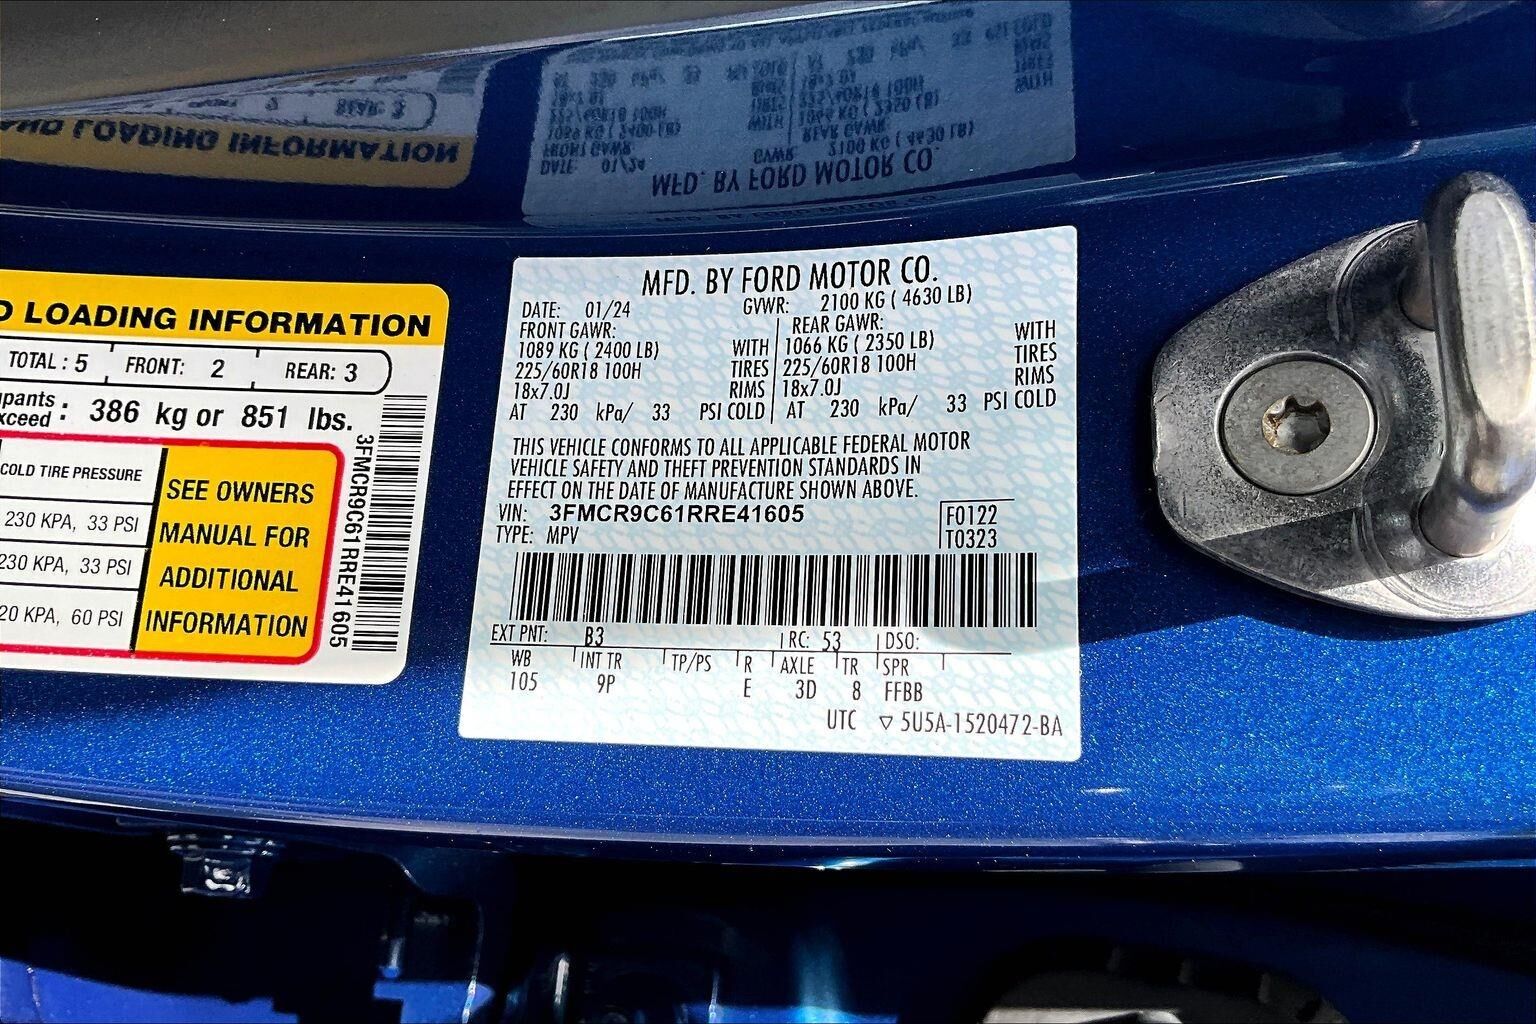 D LOADING INFORMATION
TOTAL : 5 FRONT: 2 REAR: 3
pants
xceed : 386 kg or 851 lbs.
COLD TIRE PRESSURE
230 KPA, 33 PSI
230 KPA, 33 PSI
20 KPA, 60 PSI
SEE OWNERS
MANUAL FOR
ADDITIONAL
INFORMATION
3FMCR9C61RRE41605
MFD. BY FORD MOTOR CO.
DATE: 01/24 GVWR: 2100 KG ( 4630 LB)
FRONT GAWR: REAR GAWR:
1089 KG ( 2400 LB) WITH 1066 KG ( 2350 LB) WITH
225/60R18 100H TIRES 225/60R18 100H TIRES
18x7.0J RIMS 18x7.0J RIMS
AT 230 kPa/ 33 PSI COLD AT 230 kPa/ 33 PSI COLD
THIS VEHICLE CONFORMS TO ALL APPLICABLE FEDERAL MOTOR
VEHICLE SAFETY AND THEFT PREVENTION STANDARDS IN
EFFECT ON THE DATE OF MANUFACTURE SHOWN ABOVE.
VIN: 3FMCR9C61RRE41605 F0122
TYPE: MPV T0323
EXT PNT: B3 RC: 53 DSO:
WB INT TR TP/PS R AXLE TR SPR
105 9P E 3D 8 FFBB
UTC ▽ 5U5A-1520472-BA